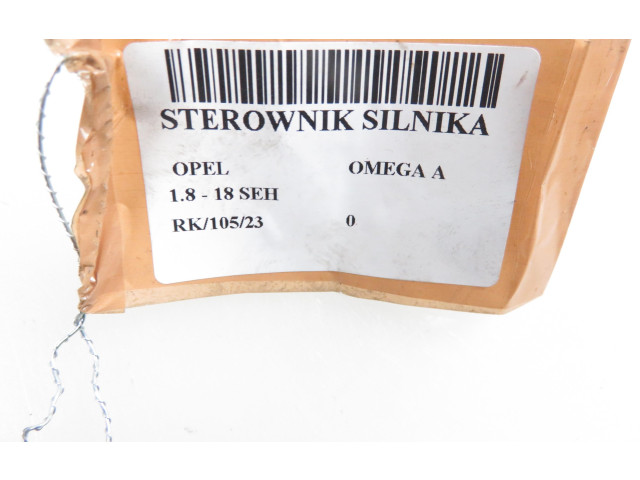 STEROWNIK SILNIKA
OPEL OMEGA A
1.8 - 18 SEH
RK/105/23 0